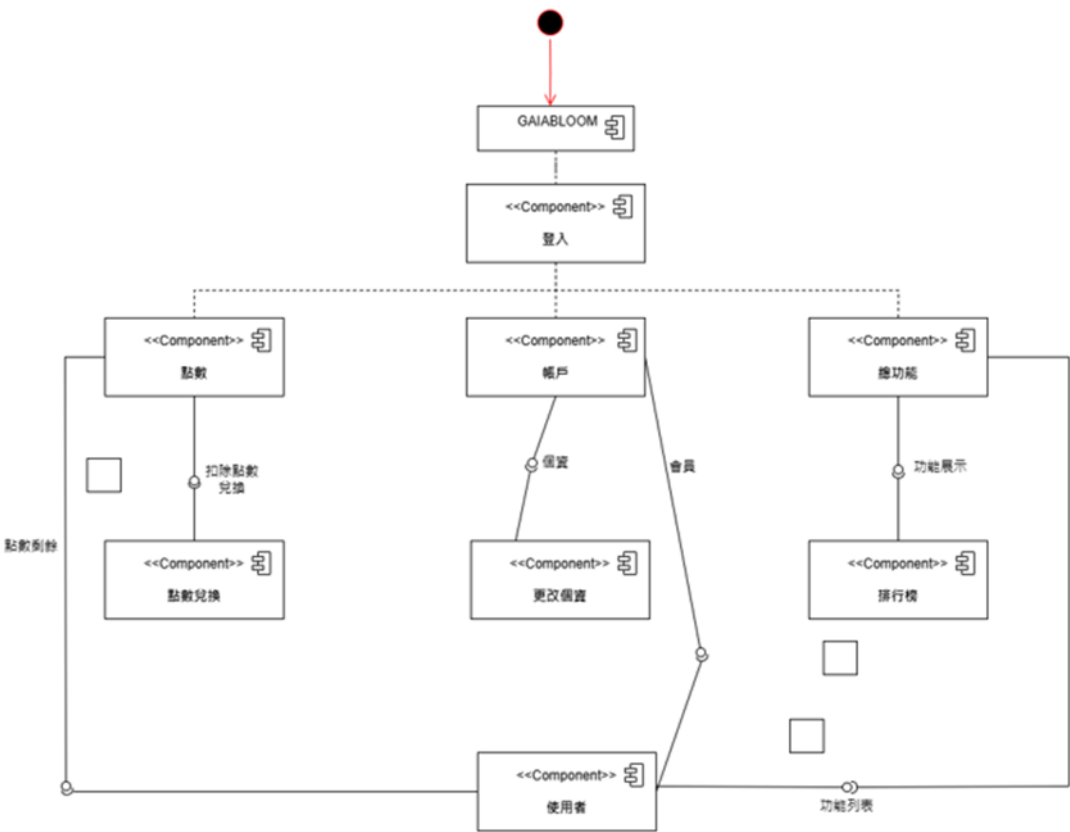 GAIABLOOM
<<Component>>
登入
<<Component>>
點數
<<Component>>
帳戶
<<Component>>
總功能
扣除點數
兌換
個資
會員
功能展示
點數剩餘
<<Component>>
點數兌換
<<Component>>
更改個資
<<Component>>
排行榜
<<Component>>
使用者
功能列表